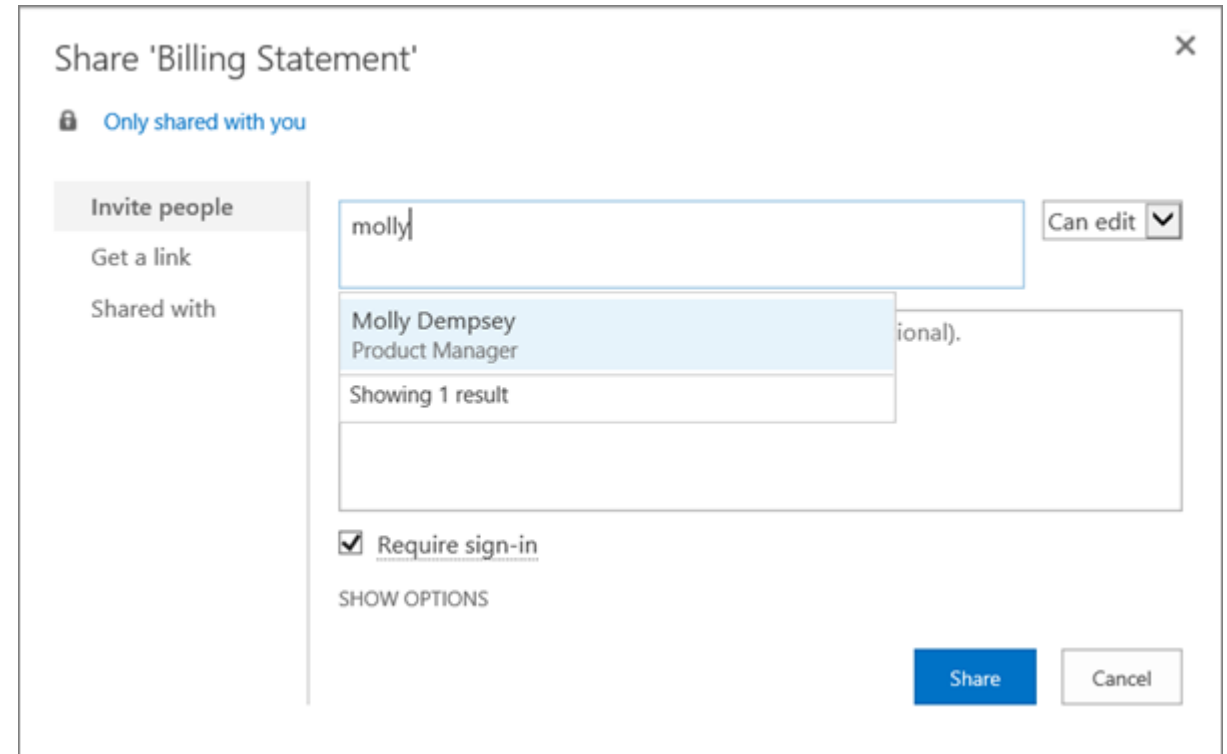 Share 'Billing Statement'
Only shared with you
Invite people
Get a link
Shared with
molly
Can edit
Molly Dempsey
Product Manager
ional).
Showing 1 result
Require sign-in
SHOW OPTIONS
Share
Cancel